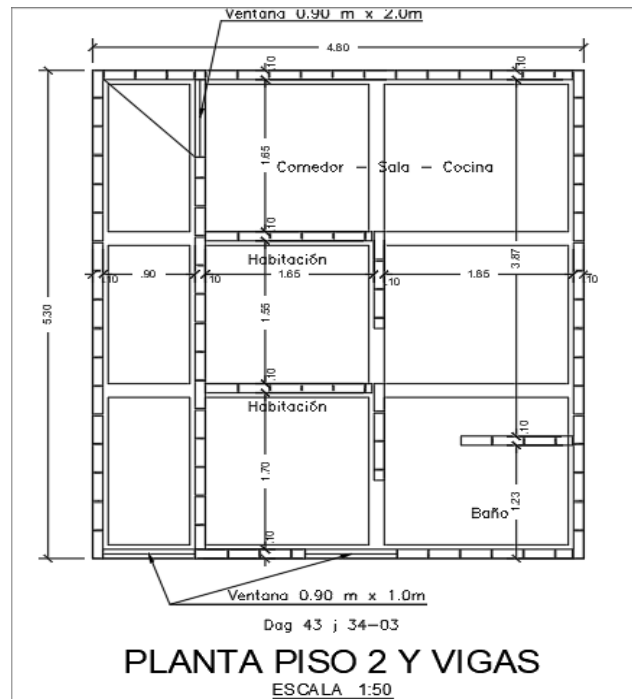 Ventana 0.90 m x 2.0m
4.80
.10
.10
.10
1.65
Comedor – Sala – Cocina
.10
Habitación
3.87
.10
.90
.10
1.65
.10
1.85
.10
5.30
1.55
.10
Habitación
.10
1.70
Baño
1.23
.10
Ventana 0.90 m x 1.0m
Dag 43 j 34-03
PLANTA PISO 2 Y VIGAS
ESCALA 1:50